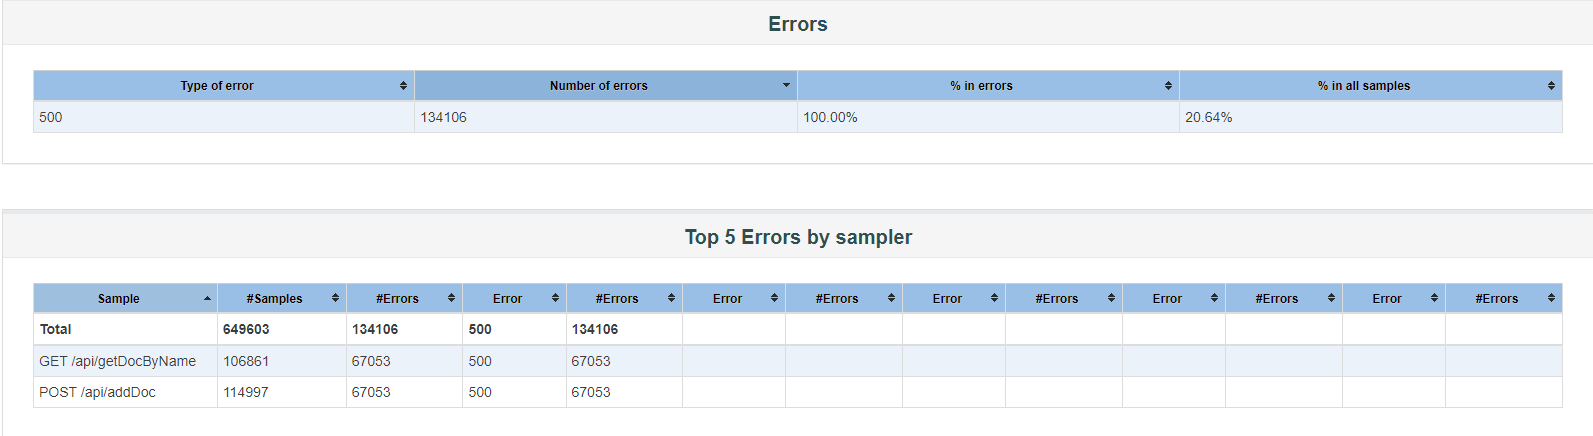 Errors
Type of error Number of errors % in errors % in all samples
500 134106 100.00% 20.64%
Top 5 Errors by sampler
Sample #Samples #Errors Error #Errors Error #Errors Error #Errors Error #Errors Error #Errors
Total 649603 134106 500 134106
GET /api/getDocByName 106861 67053 500 67053
POST /api/addDoc 114997 67053 500 67053